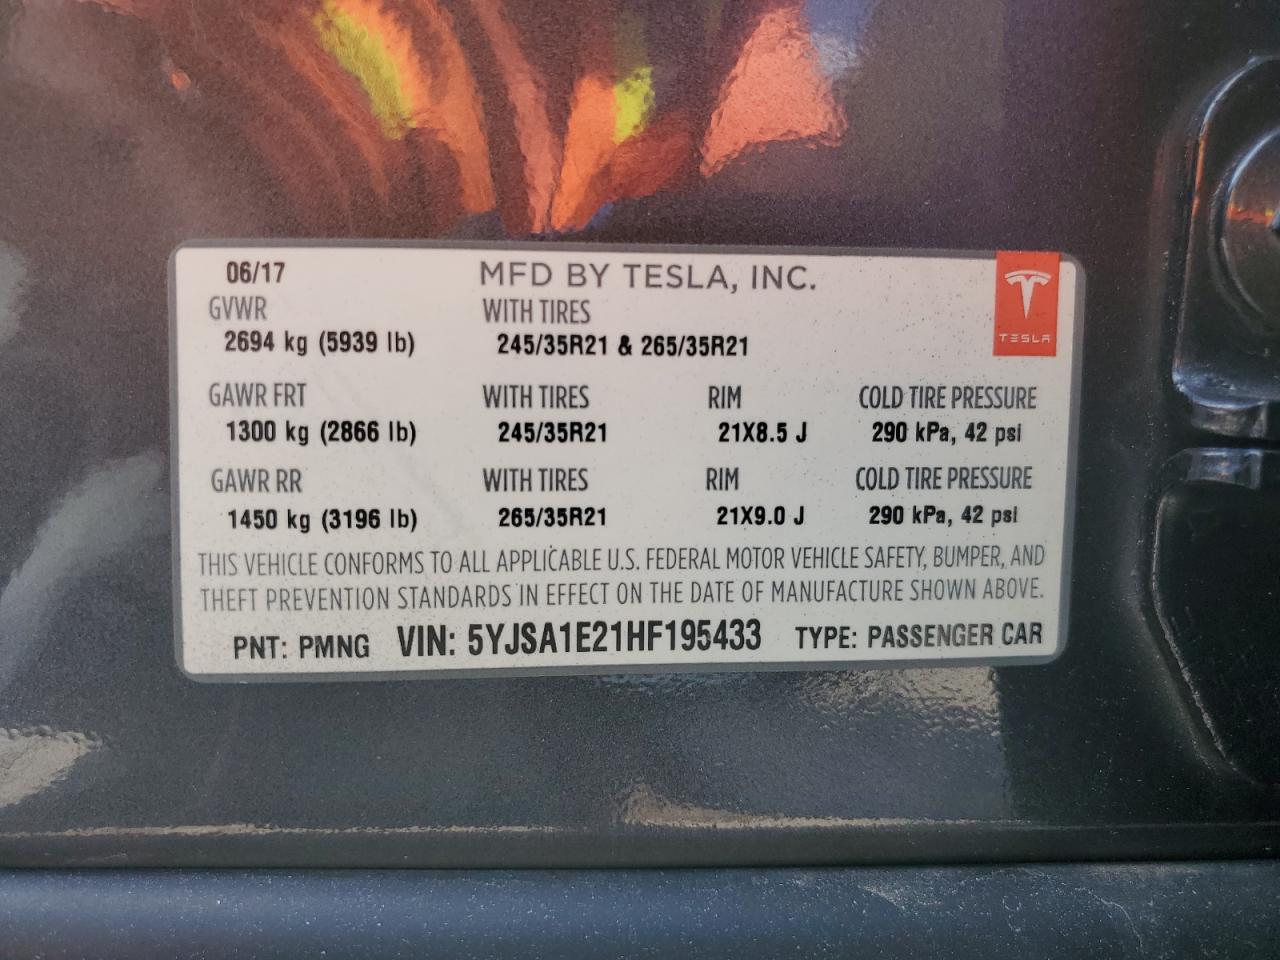 06/17 MFD BY TESLA, INC.
GVWR WITH TIRES
2694 kg (5939 lb) 245/35R21 & 265/35R21
TESLA
GAWR FRT WITH TIRES RIM COLD TIRE PRESSURE
1300 kg (2866 lb) 245/35R21 21X8.5 J 290 kPa, 42 psi
GAWR RR WITH TIRES RIM COLD TIRE PRESSURE
1450 kg (3196 lb) 265/35R21 21X9.0 J 290 kPa, 42 psi
THIS VEHICLE CONFORMS TO ALL APPLICABLE U.S. FEDERAL MOTOR VEHICLE SAFETY, BUMPER, AND
THEFT PREVENTION STANDARDS IN EFFECT ON THE DATE OF MANUFACTURE SHOWN ABOVE.
PNT: PMNG VIN: 5YJSA1E21HF195433 TYPE: PASSENGER CAR